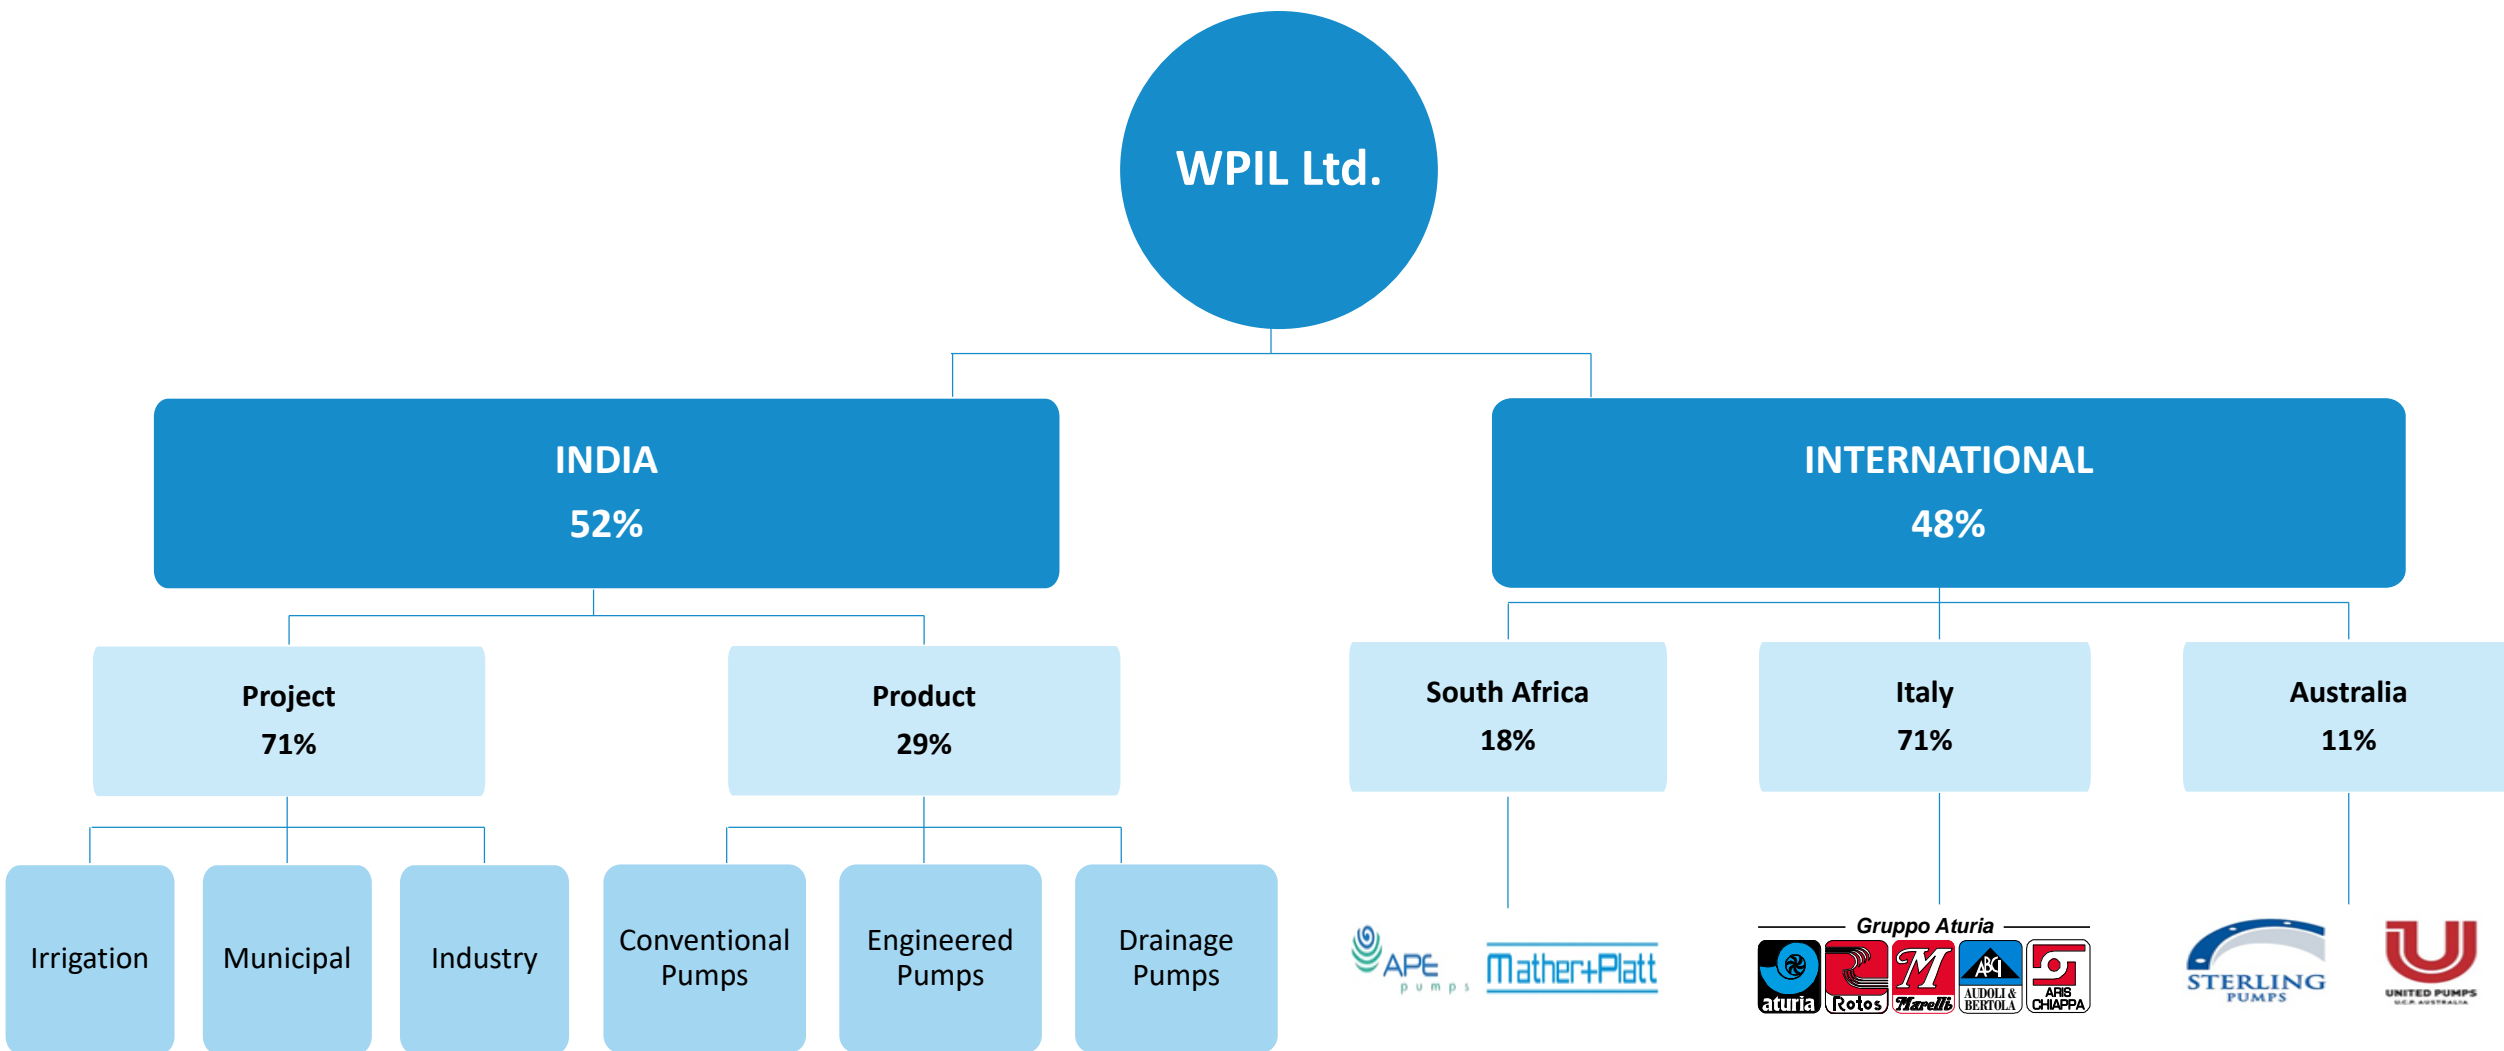 WPIL Ltd.
INDIA
52%
INTERNATIONAL
48%
Project
71%
Product
29%
South Africa
18%
Italy
71%
Australia
11%
Irrigation
Municipal
Industry
Conventional
Pumps
Engineered
Pumps
Drainage
Pumps
APE
pumps
Mather+Platt
Gruppo Aturia
aturia
Rotos
M
Marelli
AB
AUDOLI &
BERTOLA
ARIS
CHIAPPA
STERLING
PUMPS
UNITED PUMPS
U.C.P. AUSTRALIA